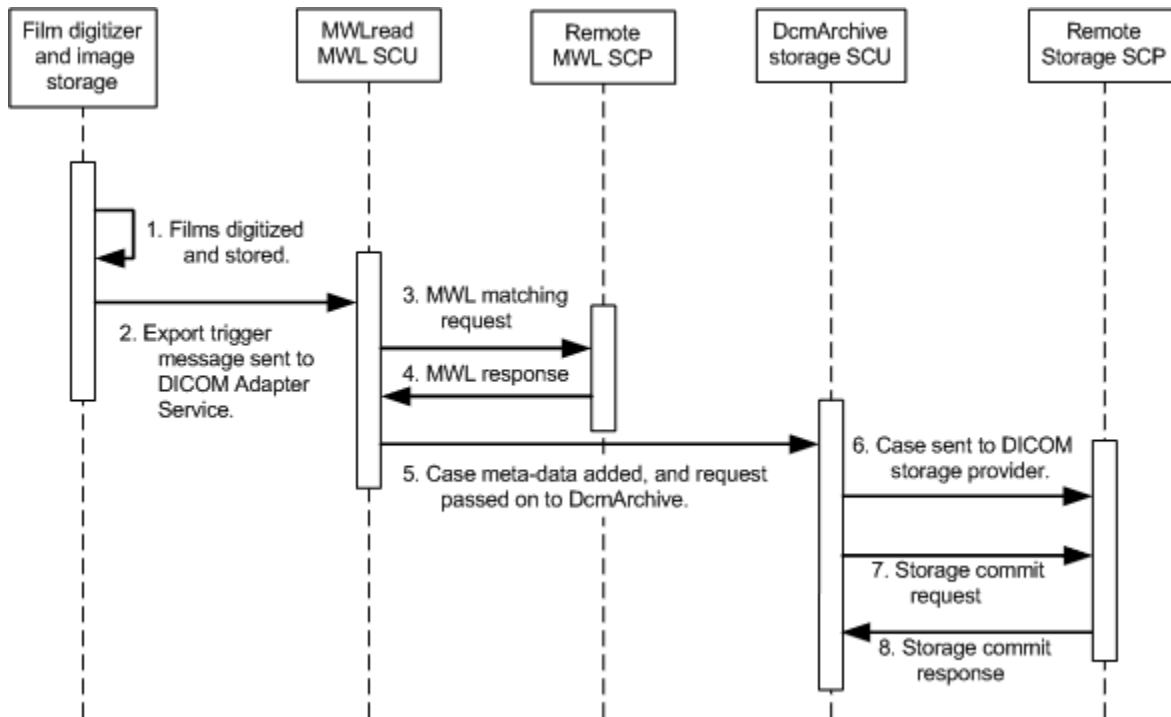 Film digitizer
and image
storage
MWLread
MWL SCU
Remote
MWL SCP
DcmArchive
storage SCU
Remote
Storage SCP
1. Films digitized
and stored.
2. Export trigger
message sent to
DICOM Adapter
Service.
3. MWL matching
request
4. MWL response
5. Case meta-data added, and request
passed on to DcmArchive.
6. Case sent to DICOM
storage provider.
7. Storage commit
request
8. Storage commit
response